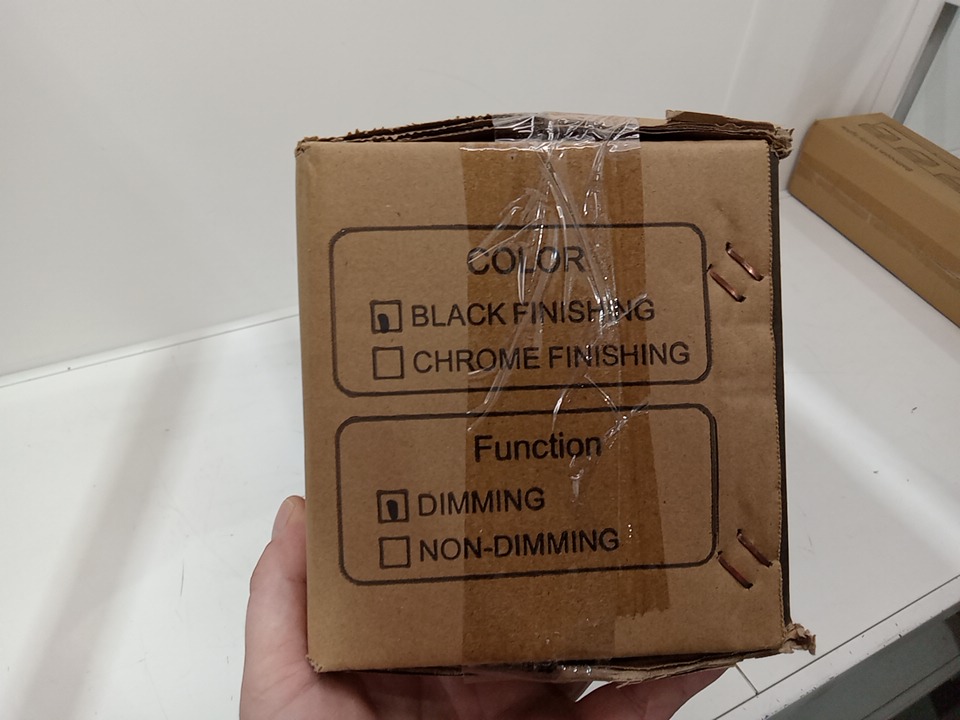 COLOR
BLACK FINISHING
CHROME FINISHING
Function
DIMMING
NON-DIMMING